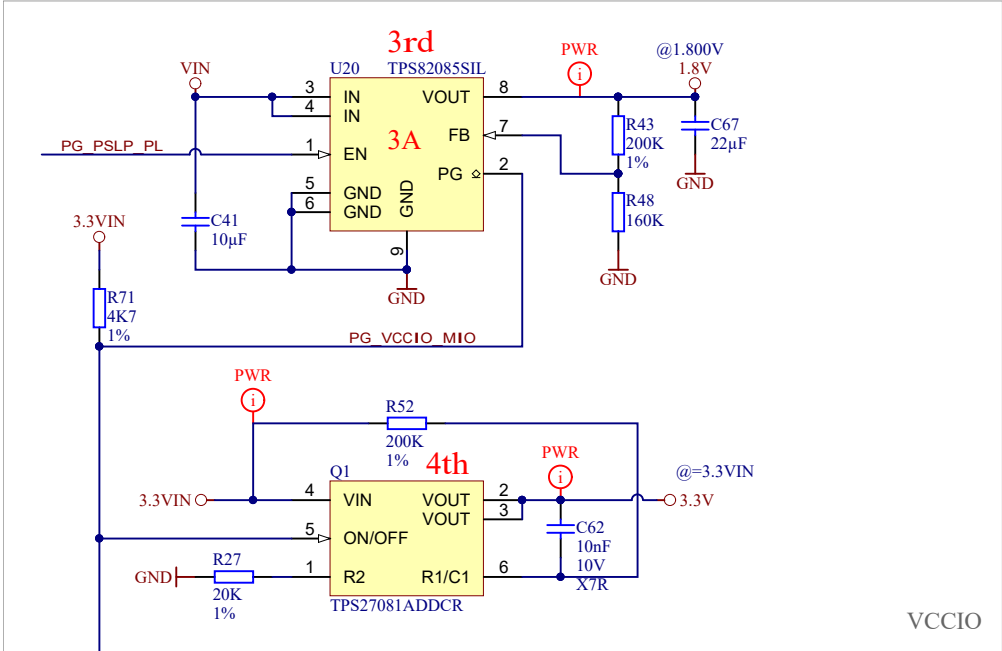 3rd
PWR
@1.800V
VIN
U20
TPS82085SIL
1.8V
3
IN
VOUT
8
4
IN
R43
200K
1%
C67
22µF
3A
FB
7
PG_PSLP_PL
1
EN
PG
2
GND
5
GND
6
GND
GND
9
R48
160K
C41
10µF
3.3VIN
GND
GND
R71
4K7
1%
PG_VCCIO_MIO
PWR
R52
200K
1%
4th
PWR
Q1
@=3.3VIN
3.3VIN
4
VIN
VOUT
2
3.3V
VOUT
3
5
ON/OFF
C62
10nF
10V
X7R
R27
GND
20K
1%
1
R2
R1/C1
6
TPS27081ADDCR
VCCIO